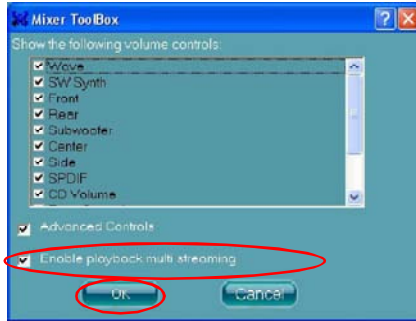 Mixer ToolBox
Show the following volume controls:
Wave
SW Synth
Front
Rear
Subwoofer
Center
Side
SPDIF
CD Volume
Advanced Controls
Enable playback multi streaming
OK
Cancel